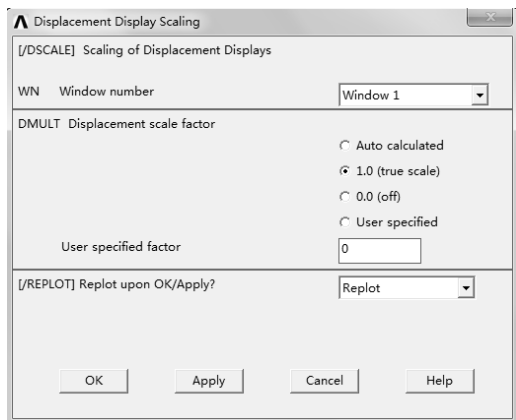 Displacement Display Scaling
[/DSCALE] Scaling of Displacement Displays
WN Window number Window 1
DMULT Displacement scale factor
Auto calculated
1.0 (true scale)
0.0 (off)
User specified
User specified factor 0
[/REPLOT] Replot upon OK/Apply? Replot
OK Apply Cancel Help